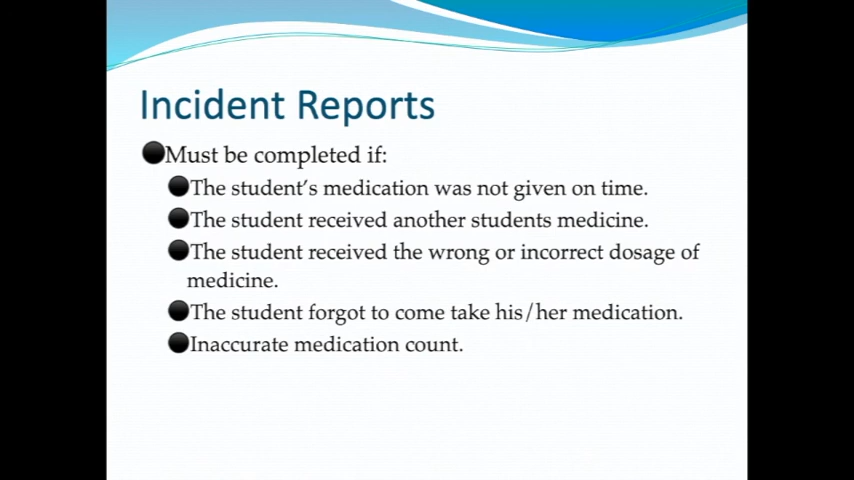 Incident Reports
Must be completed if:
The student's medication was not given on time.
The student received another students medicine.
The student received the wrong or incorrect dosage of
medicine.
The student forgot to come take his/her medication.
Inaccurate medication count.